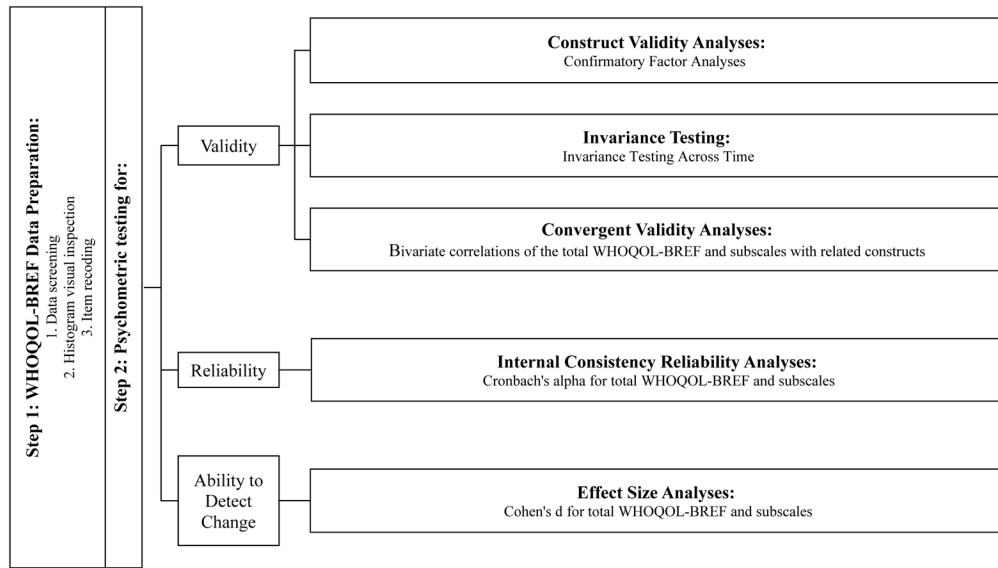 Step 1: WHOQOL-BREF Data Preparation:
1. Data screening
2. Histogram visual inspection
3. Item recoding
Step 2: Psychometric testing for:
Validity
Construct Validity Analyses:
Confirmatory Factor Analyses
Invariance Testing:
Invariance Testing Across Time
Convergent Validity Analyses:
Bivariate correlations of the total WHOQOL-BREF and subscales with related constructs
Reliability
Internal Consistency Reliability Analyses:
Cronbach's alpha for total WHOQOL-BREF and subscales
Ability to
Detect
Change
Effect Size Analyses:
Cohen's d for total WHOQOL-BREF and subscales